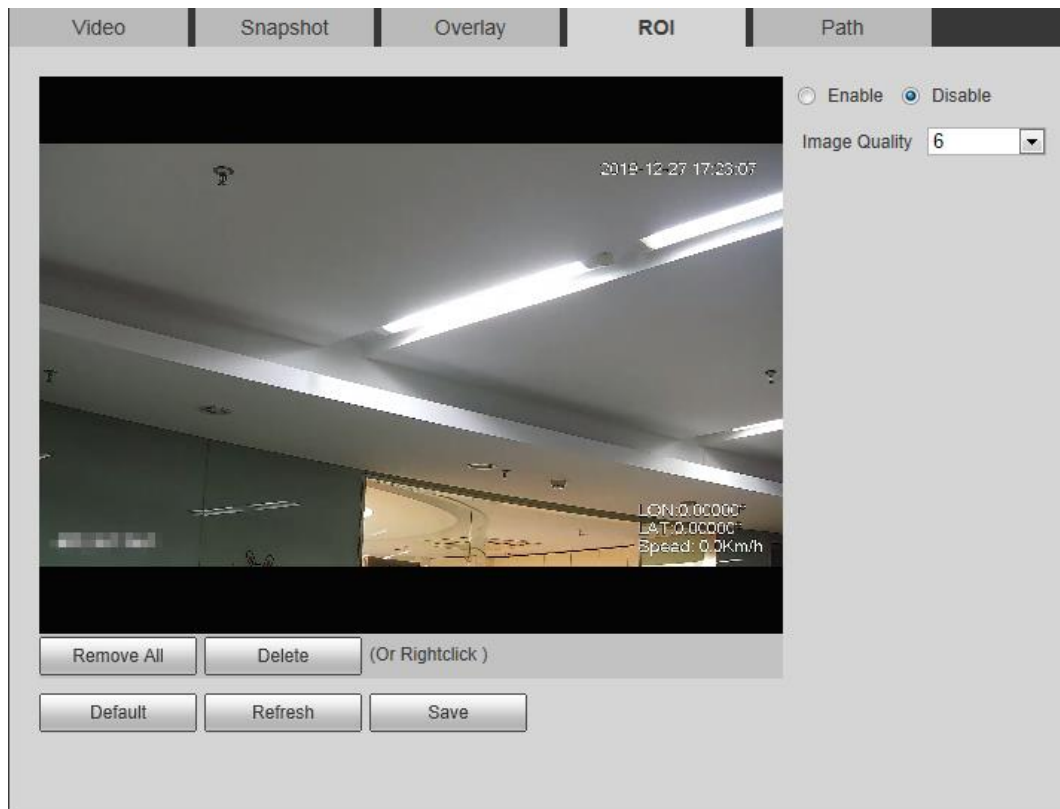 Video Snapshot Overlay ROI Path
Enable Disable
Image Quality 6
2019-12-27 17:23:07
LON:0.00000°
LAT:0.00000°
Speed: 0.0Km/h
Remove All Delete (Or Rightclick )
Default Refresh Save